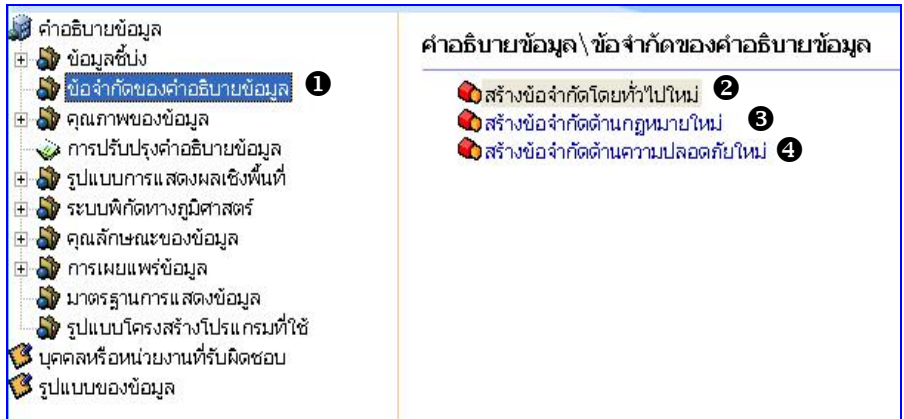 คำอธิบายข้อมูล
ข้อมูลชี้บ่ง
ข้อจำกัดของคำอธิบายข้อมูล ❶
คุณภาพของข้อมูล
การปรับปรุงคำอธิบายข้อมูล
รูปแบบการแสดงผลเชิงพื้นที่
ระบบพิกัดทางภูมิศาสตร์
คุณลักษณะของข้อมูล
การเผยแพร่ข้อมูล
มาตรฐานการแสดงข้อมูล
รูปแบบโครงสร้างโปรแกรมที่ใช้
บุคคลหรือหน่วยงานที่รับผิดชอบ
รูปแบบของข้อมูล
คำอธิบายข้อมูล\ข้อจำกัดของคำอธิบายข้อมูล
สร้างข้อจำกัดโดยทั่วไปใหม่ ❷
สร้างข้อจำกัดด้านกฎหมายใหม่ ❸
สร้างข้อจำกัดด้านความปลอดภัยใหม่ ❹